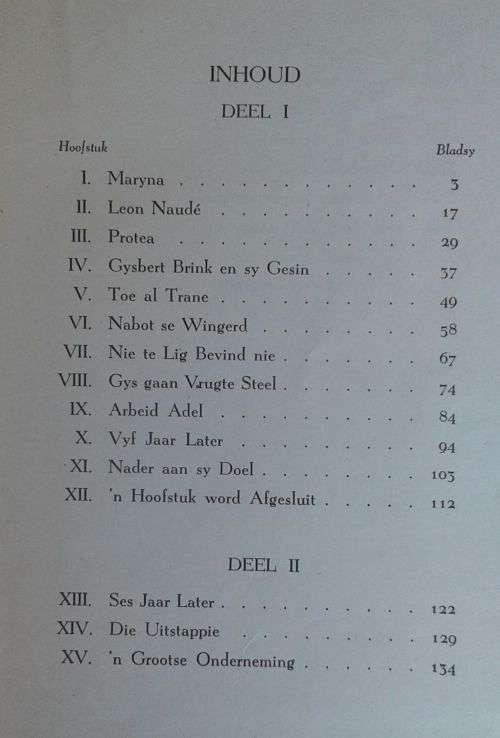 INHOUD
DEEL I
Hoofstuk Bladsy
I. Maryna . . . . . . . . . . . . 3
II. Leon Naudé . . . . . . . . . . 17
III. Protea . . . . . . . . . . . . 29
IV. Gysbert Brink en sy Gesin . . . . . 37
V. Toe al Trane . . . . . . . . . . 49
VI. Nabot se Wingerd . . . . . . . . 58
VII. Nie te Lig Bevind nie . . . . . . . 67
VIII. Gys gaan Vrugte Steel . . . . . . . 74
IX. Arbeid Adel . . . . . . . . . . 84
X. Vyf Jaar Later . . . . . . . . . 94
XI. Nader aan sy Doel . . . . . . . . 103
XII. 'n Hoofstuk word Afgesluit . . . . . 112
DEEL II
XIII. Ses Jaar Later . . . . . . . . . . 122
XIV. Die Uitstappie . . . . . . . . . 129
XV. 'n Grootse Onderneming . . . . . . 134